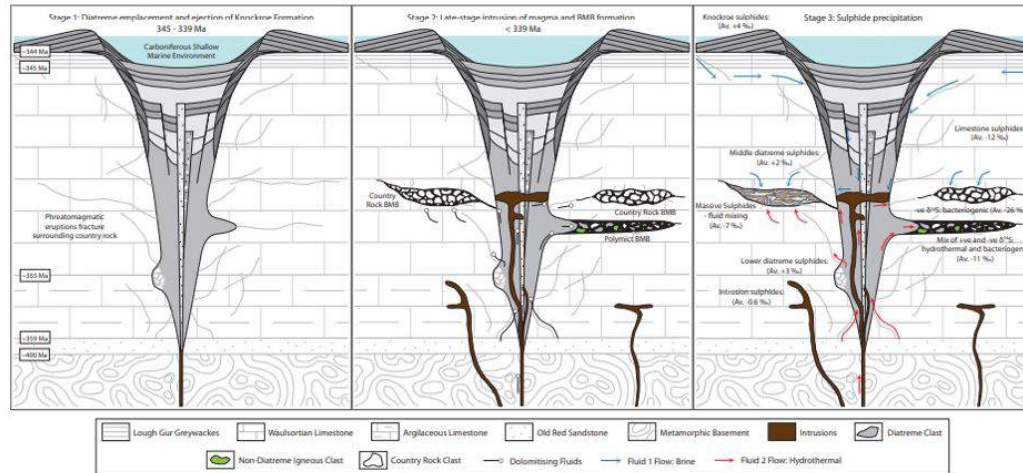 Stage 1: Diatreme emplacement and ejection of Knockroe Formation
345 - 339 Ma
Carboniferous Shallow
Marine Environment
~344 Ma
~345 Ma
Phreatomagmatic
eruptions fracture
surrounding country rock
~355 Ma
~359 Ma
~400 Ma
Stage 2: Late-stage intrusion of magma and BMB formation
< 339 Ma
Country
Rock BMB
Country Rock BMB
Polymict BMB
Stage 3: Sulphide precipitation
Knockroe sulphides:
(Av. +4 ‰)
Limestone sulphides
(Av. -12 ‰)
Middle diatreme sulphides:
(Av. +2 ‰)
Massive Sulphides
- fluid mixing
(Av. -7 ‰)
-ve δ³⁴S: bacteriogenic (Av. -26 ‰
Mix of +ve and -ve δ³⁴S:
hydrothermal and bacteriogen
(Av. -11 ‰)
Lower diatreme sulphides:
(Av. +3 ‰)
Intrusion sulphides:
(Av. -0.6 ‰)
Lough Gur Greywackes
Waulsortian Limestone
Argilaceous Limestone
Old Red Sandstone
Metamorphic Basement
Intrusions
Diatreme Clast
Non-Diatreme Igneous Clast
Country Rock Clast
Dolomitising Fluids
Fluid 1 Flow: Brine
Fluid 2 Flow: Hydrothermal